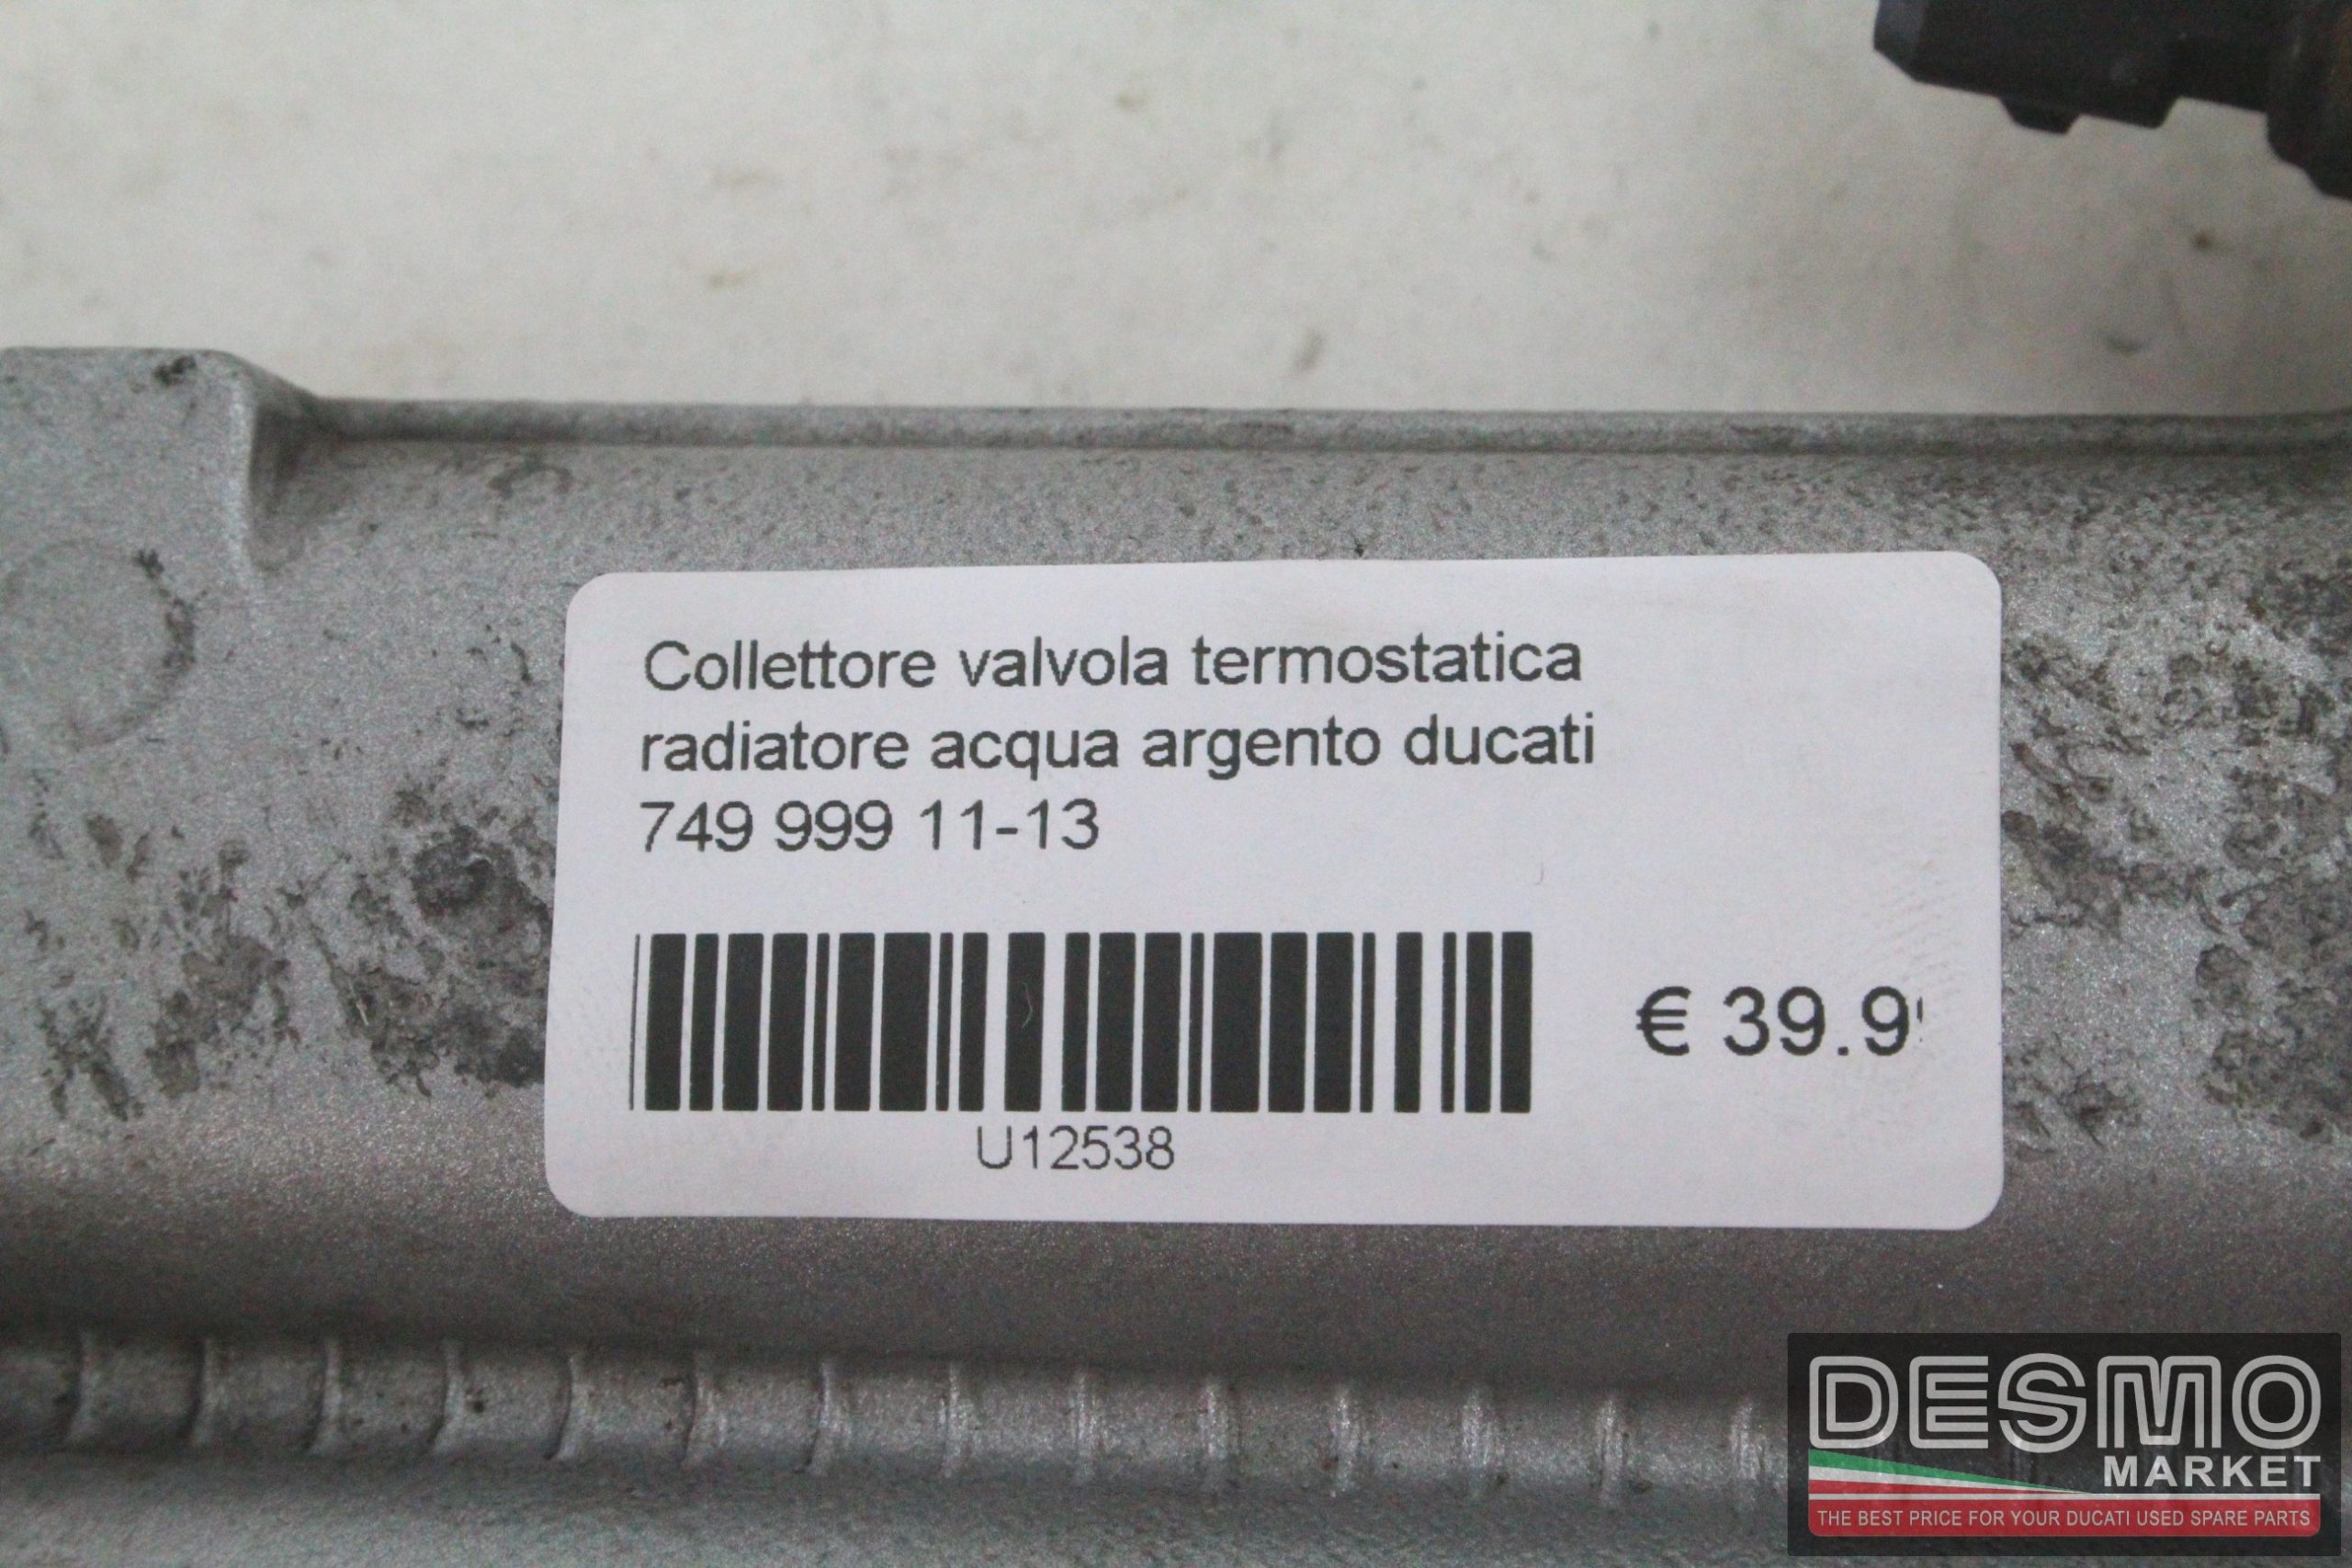 Collettore valvola termostatica
radiatore acqua argento ducati
749 999 11-13
€ 39.9
U12538
DESMO
MARKET
THE BEST PRICE FOR YOUR DUCATI USED SPARE PARTS